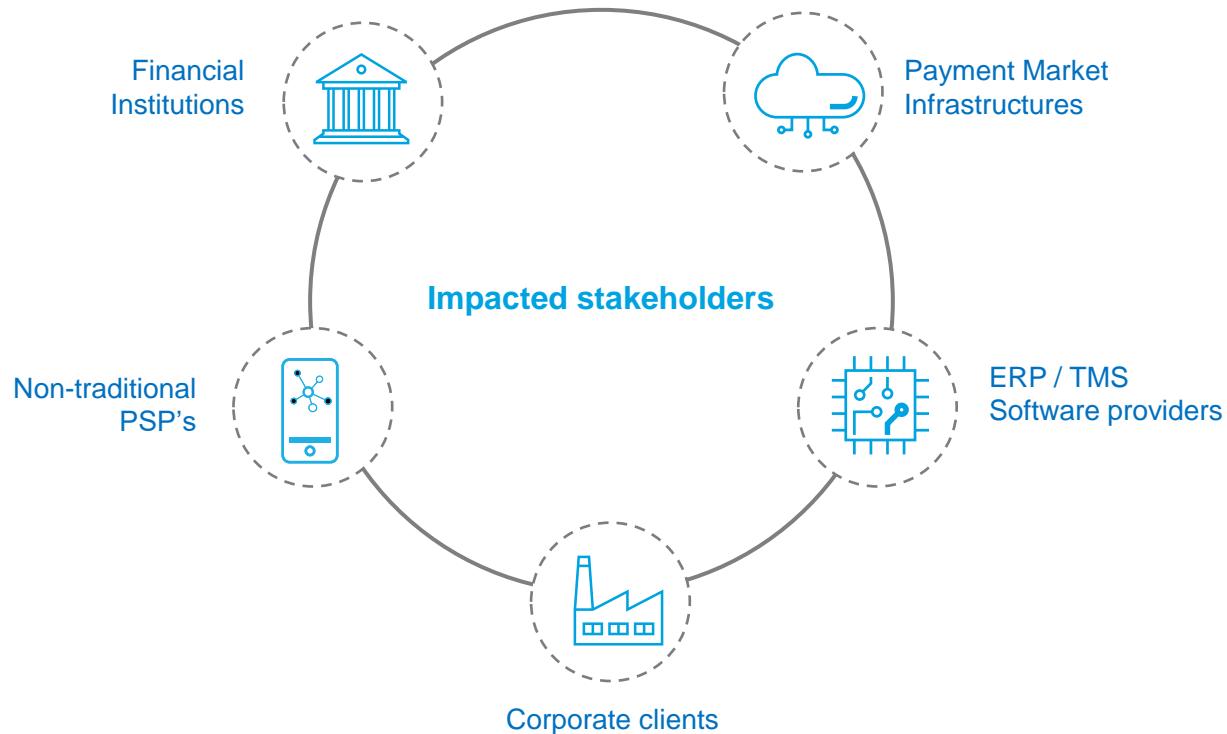 Financial
Institutions
Payment Market
Infrastructures
Impacted stakeholders
Non-traditional
PSP's
ERP / TMS
Software providers
Corporate clients